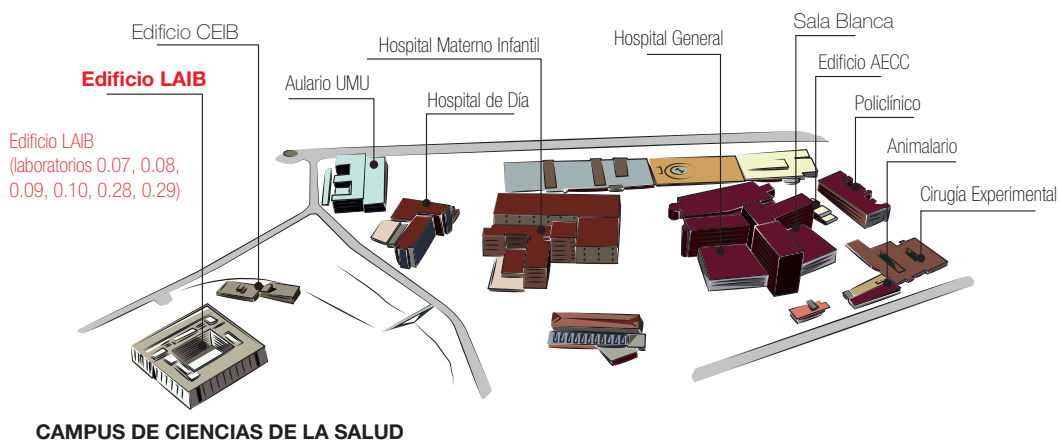 Edificio CEIB
Edificio LAIB
Edificio LAIB
(laboratorios 0.07, 0.08,
0.09, 0.10, 0.28, 0.29)
Aulario UMU
Hospital Materno Infantil
Hospital de Día
Hospital General
Sala Blanca
Edificio AECC
Policlínico
Animalario
Cirugía Experimental
CAMPUS DE CIENCIAS DE LA SALUD